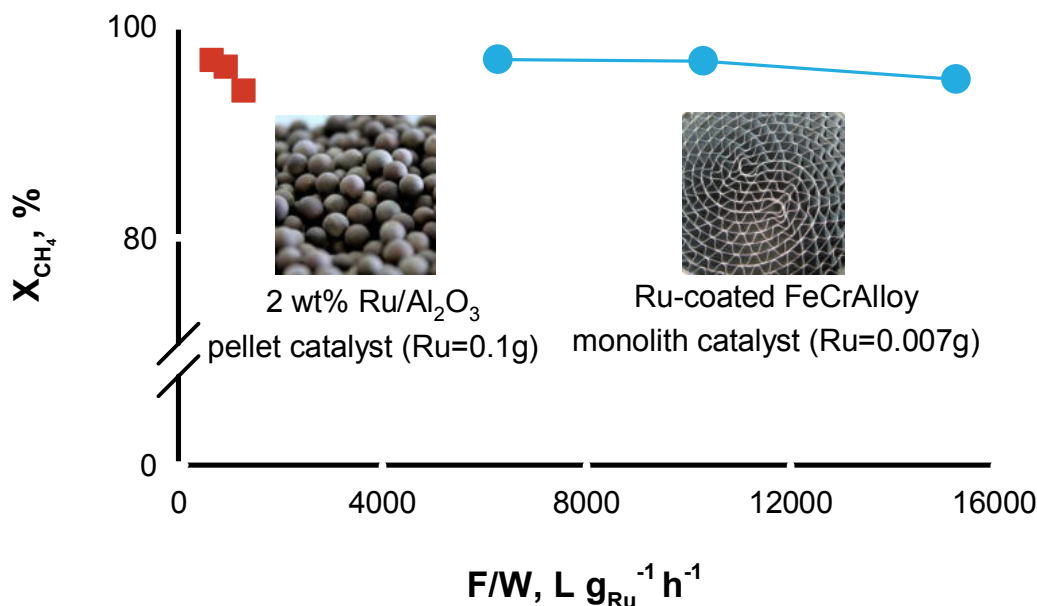 100
80
0
X_CH₄, %
2 wt% Ru/Al₂O₃
pellet catalyst (Ru=0.1g)
Ru-coated FeCrAlloy
monolith catalyst (Ru=0.007g)
0 4000 8000 12000 16000
F/W, L g_Ru⁻¹ h⁻¹